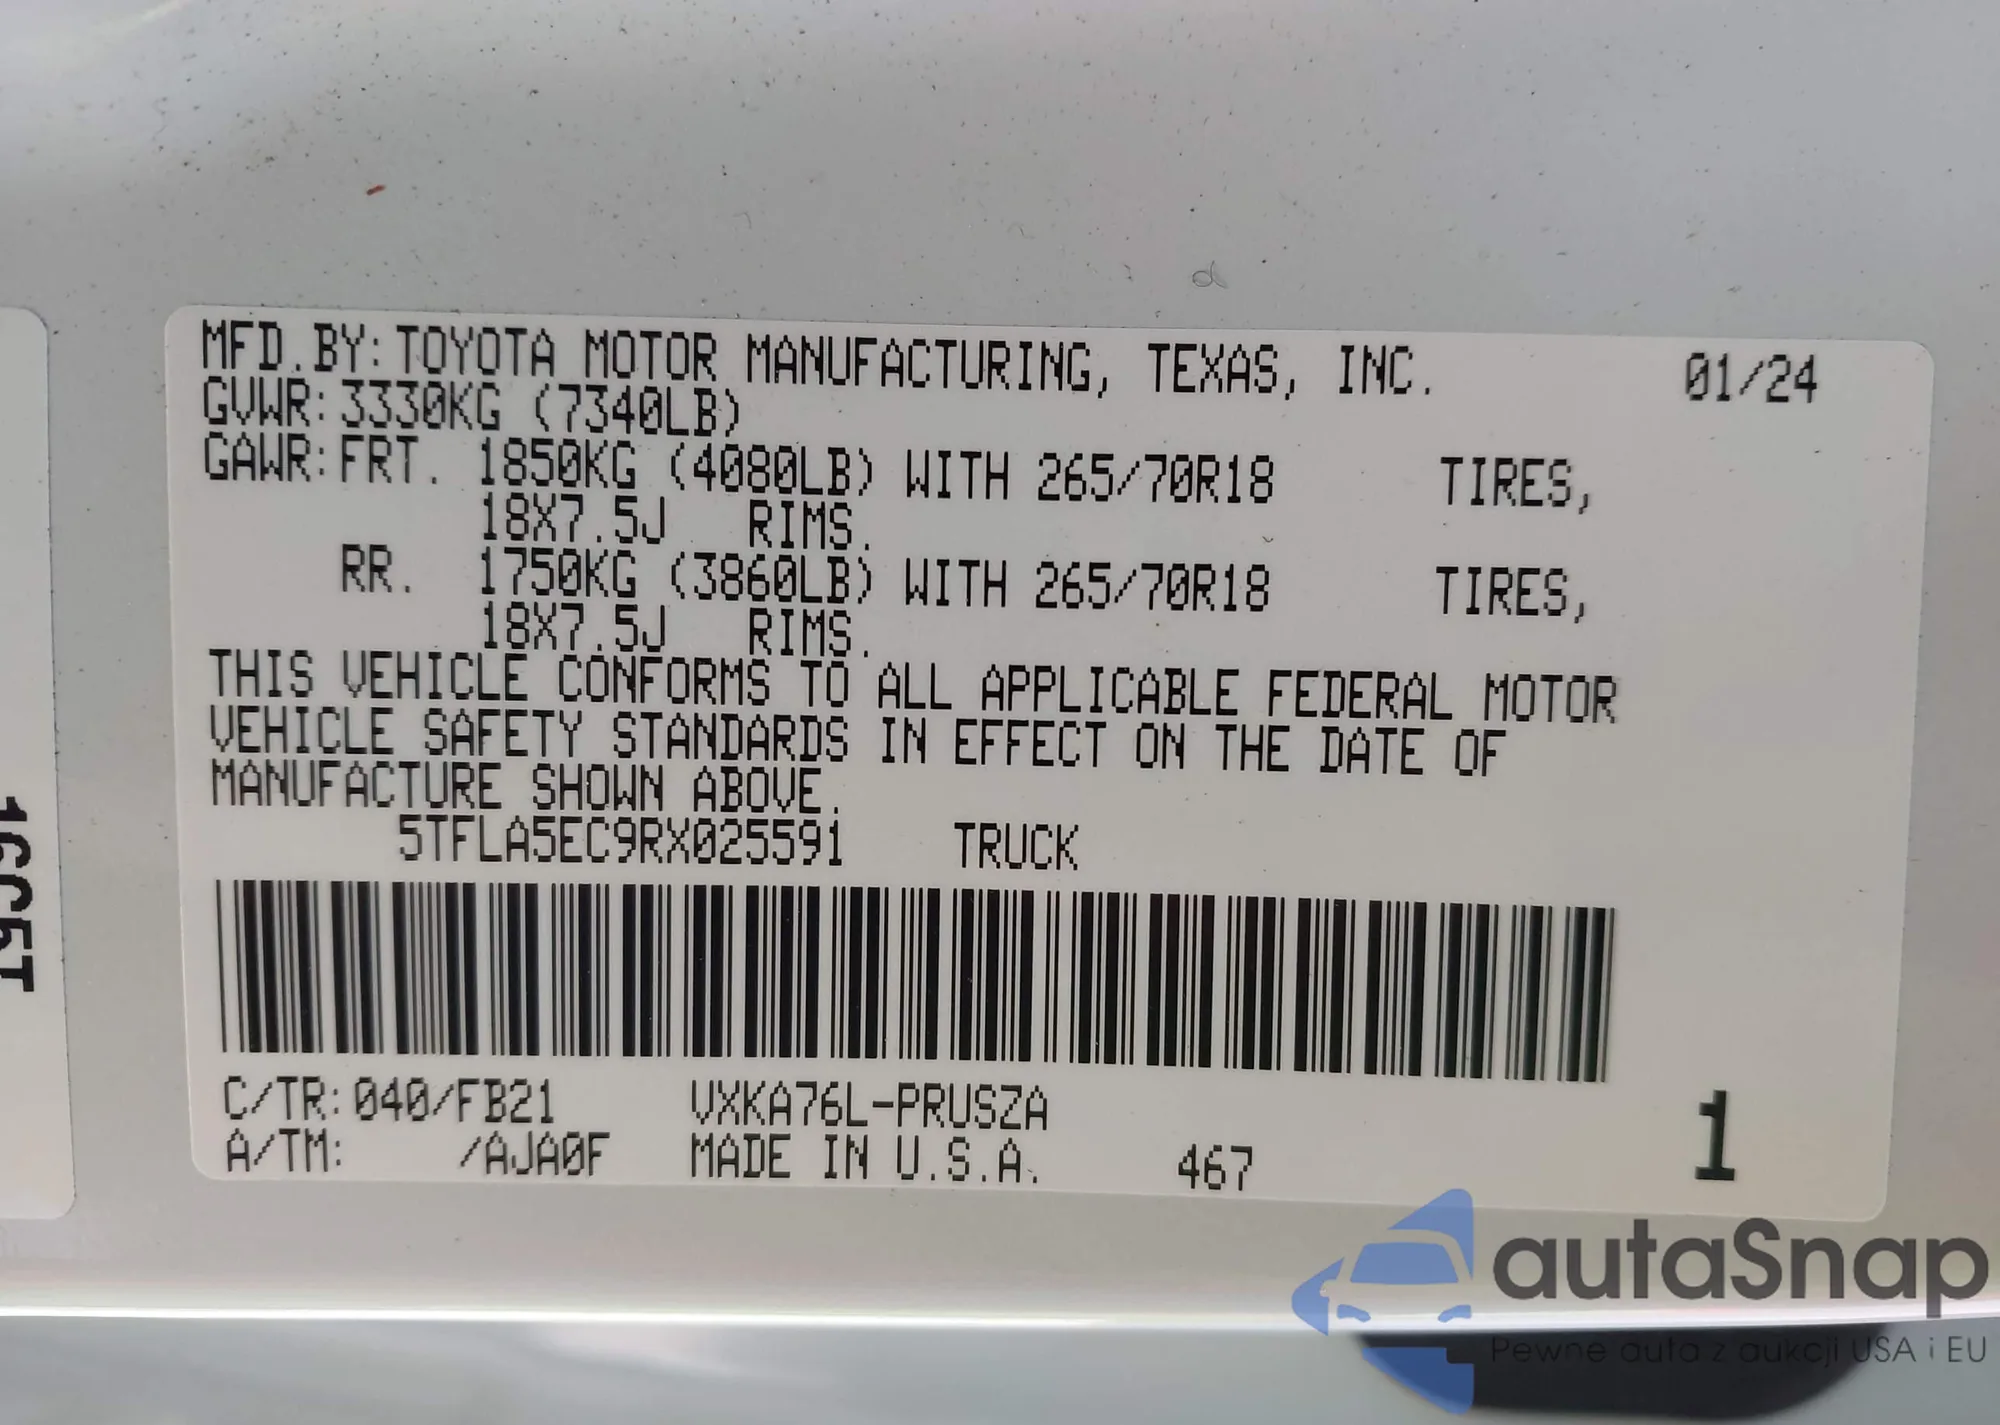 MFD.BY:TOYOTA MOTOR MANUFACTURING, TEXAS, INC. 01/24
GVWR:3330KG (7340LB)
GAWR:FRT. 1850KG (4080LB) WITH 265/70R18 TIRES,
18X7.5J RIMS.
RR. 1750KG (3860LB) WITH 265/70R18 TIRES,
18X7.5J RIMS.
THIS VEHICLE CONFORMS TO ALL APPLICABLE FEDERAL MOTOR
VEHICLE SAFETY STANDARDS IN EFFECT ON THE DATE OF
MANUFACTURE SHOWN ABOVE.
5TFLA5EC9RX025591 TRUCK
C/TR:040/FB21 VXKA76L-PRUSZA
A/TM: /AJA0F MADE IN U.S.A. 467 1
autaSnap
Pewne auta z aukcji USA i EU